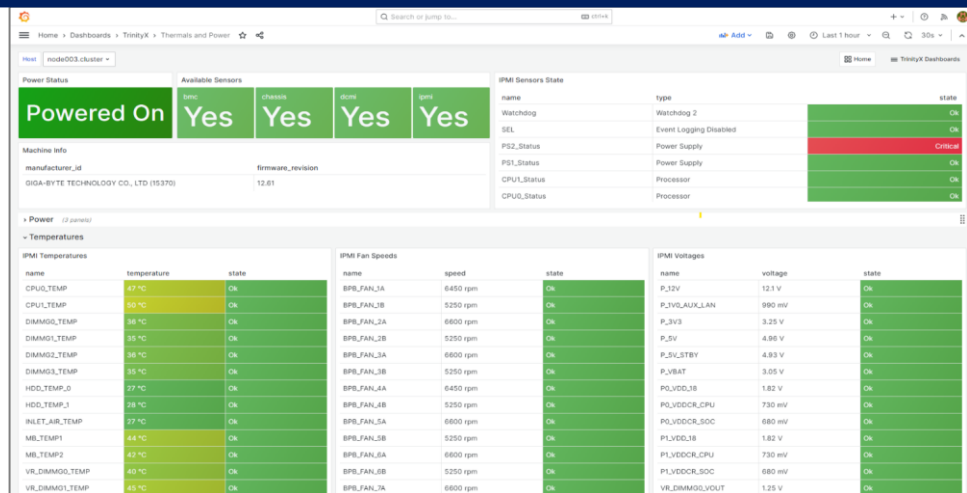 Search or jump to...
ctrl+k
Home › Dashboards › TrinityX › Thermals and Power
Add
Last 1 hour
30s
Host node003.cluster
Home
TrinityX Dashboards
Power Status
Powered On
Available Sensors
bmc Yes
chassis Yes
dcmi Yes
ipmi Yes
Machine Info
manufacturer_id firmware_revision
GIGA-BYTE TECHNOLOGY CO., LTD (15370) 12.61
IPMI Sensors State
name type state
Watchdog Watchdog 2 Ok
SEL Event Logging Disabled Ok
PS2_Status Power Supply Critical
PS1_Status Power Supply Ok
CPU1_Status Processor Ok
CPU0_Status Processor Ok
Power (3 panels)
Temperatures
IPMI Temperatures
name temperature state
CPU0_TEMP 47 °C Ok
CPU1_TEMP 50 °C Ok
DIMMG0_TEMP 36 °C Ok
DIMMG1_TEMP 35 °C Ok
DIMMG2_TEMP 36 °C Ok
DIMMG3_TEMP 35 °C Ok
HDD_TEMP_0 27 °C Ok
HDD_TEMP_1 28 °C Ok
INLET_AIR_TEMP 27 °C Ok
MB_TEMP1 44 °C Ok
MB_TEMP2 42 °C Ok
VR_DIMMG0_TEMP 40 °C Ok
VR_DIMMG1_TEMP 45 °C Ok
IPMI Fan Speeds
name speed state
BPB_FAN_1A 6450 rpm Ok
BPB_FAN_1B 5250 rpm Ok
BPB_FAN_2A 6600 rpm Ok
BPB_FAN_2B 5250 rpm Ok
BPB_FAN_3A 6600 rpm Ok
BPB_FAN_3B 5250 rpm Ok
BPB_FAN_4A 6450 rpm Ok
BPB_FAN_4B 5250 rpm Ok
BPB_FAN_5A 6600 rpm Ok
BPB_FAN_5B 5250 rpm Ok
BPB_FAN_6A 6600 rpm Ok
BPB_FAN_6B 5250 rpm Ok
BPB_FAN_7A 6600 rpm Ok
IPMI Voltages
name voltage state
P_12V 12.1 V Ok
P_1V0_AUX_LAN 990 mV Ok
P_3V3 3.25 V Ok
P_5V 4.96 V Ok
P_5V_STBY 4.93 V Ok
P_VBAT 3.05 V Ok
P0_VDD_18 1.82 V Ok
P0_VDDCR_CPU 730 mV Ok
P0_VDDCR_SOC 680 mV Ok
P1_VDD_18 1.82 V Ok
P1_VDDCR_CPU 730 mV Ok
P1_VDDCR_SOC 680 mV Ok
VR_DIMMG0_VOUT 1.25 V Ok